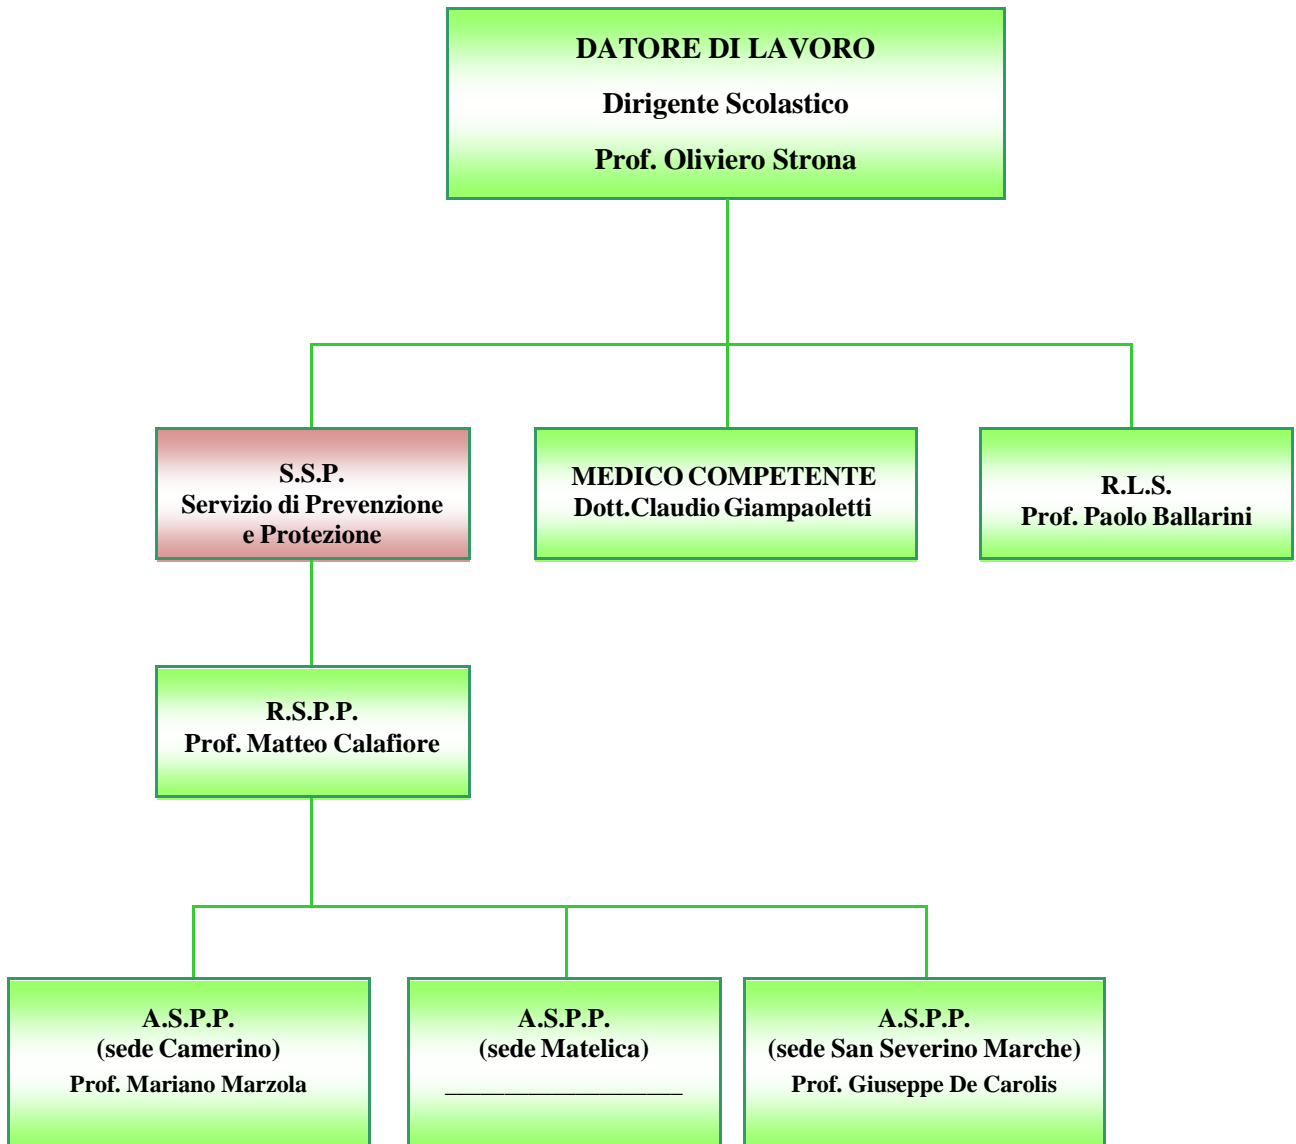 DATORE DI LAVORO
Dirigente Scolastico
Prof. Oliviero Strona
S.S.P.
Servizio di Prevenzione
e Protezione
MEDICO COMPETENTE
Dott.Claudio Giampaoletti
R.L.S.
Prof. Paolo Ballarini
R.S.P.P.
Prof. Matteo Calafiore
A.S.P.P.
(sede Camerino)
Prof. Mariano Marzola
A.S.P.P.
(sede Matelica)
____________________
A.S.P.P.
(sede San Severino Marche)
Prof. Giuseppe De Carolis